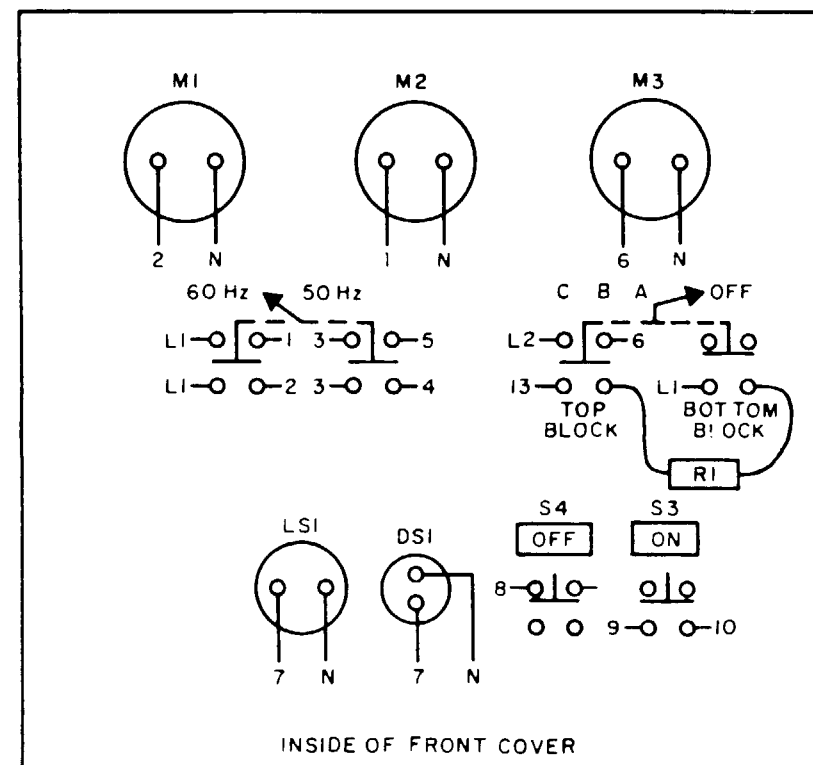 M1 M2 M3
2 N 1 N 6 N
60 Hz 50 Hz C B A OFF
L1 1 3 5 L2 6
L1 2 3 4 13 L1
TOP BOTTOM
BLOCK BLOCK
R1
S4 S3
LS1 DS1 OFF ON
8
9 10
7 N 7 N
INSIDE OF FRONT COVER